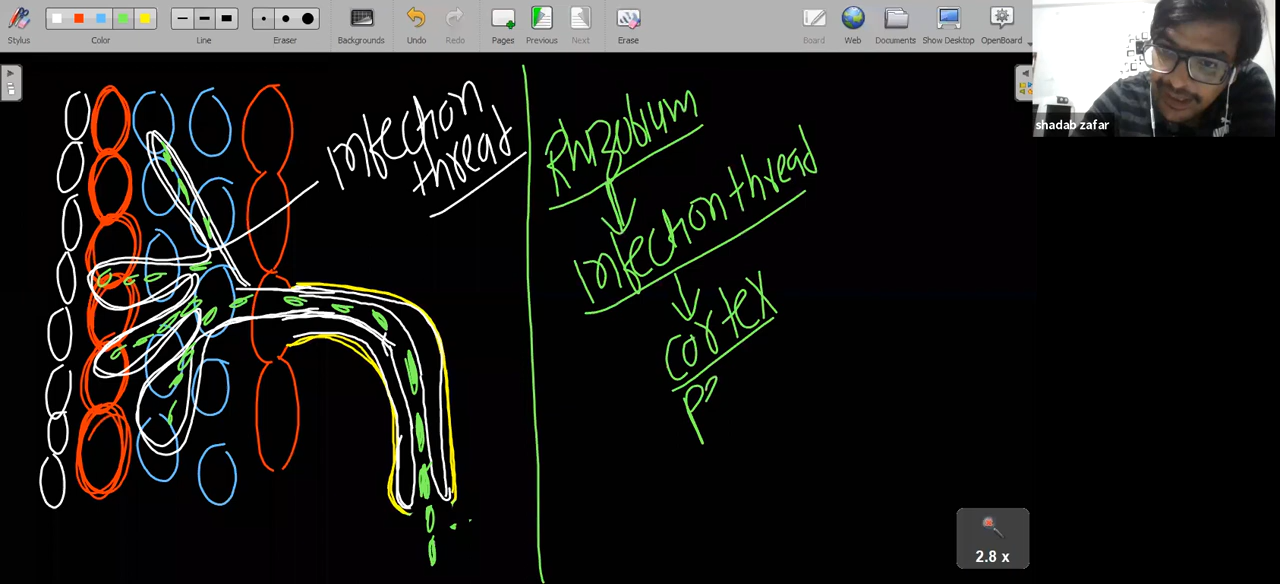 Stylus
Color
Line
Eraser
Backgrounds
Undo
Redo
Pages
Previous
Next
Erase
Board
Web
Documents
Show Desktop
OpenBoard
shadab zafar
Infection
thread
Rhizobium
Infection thread
Cortex
2.8 x